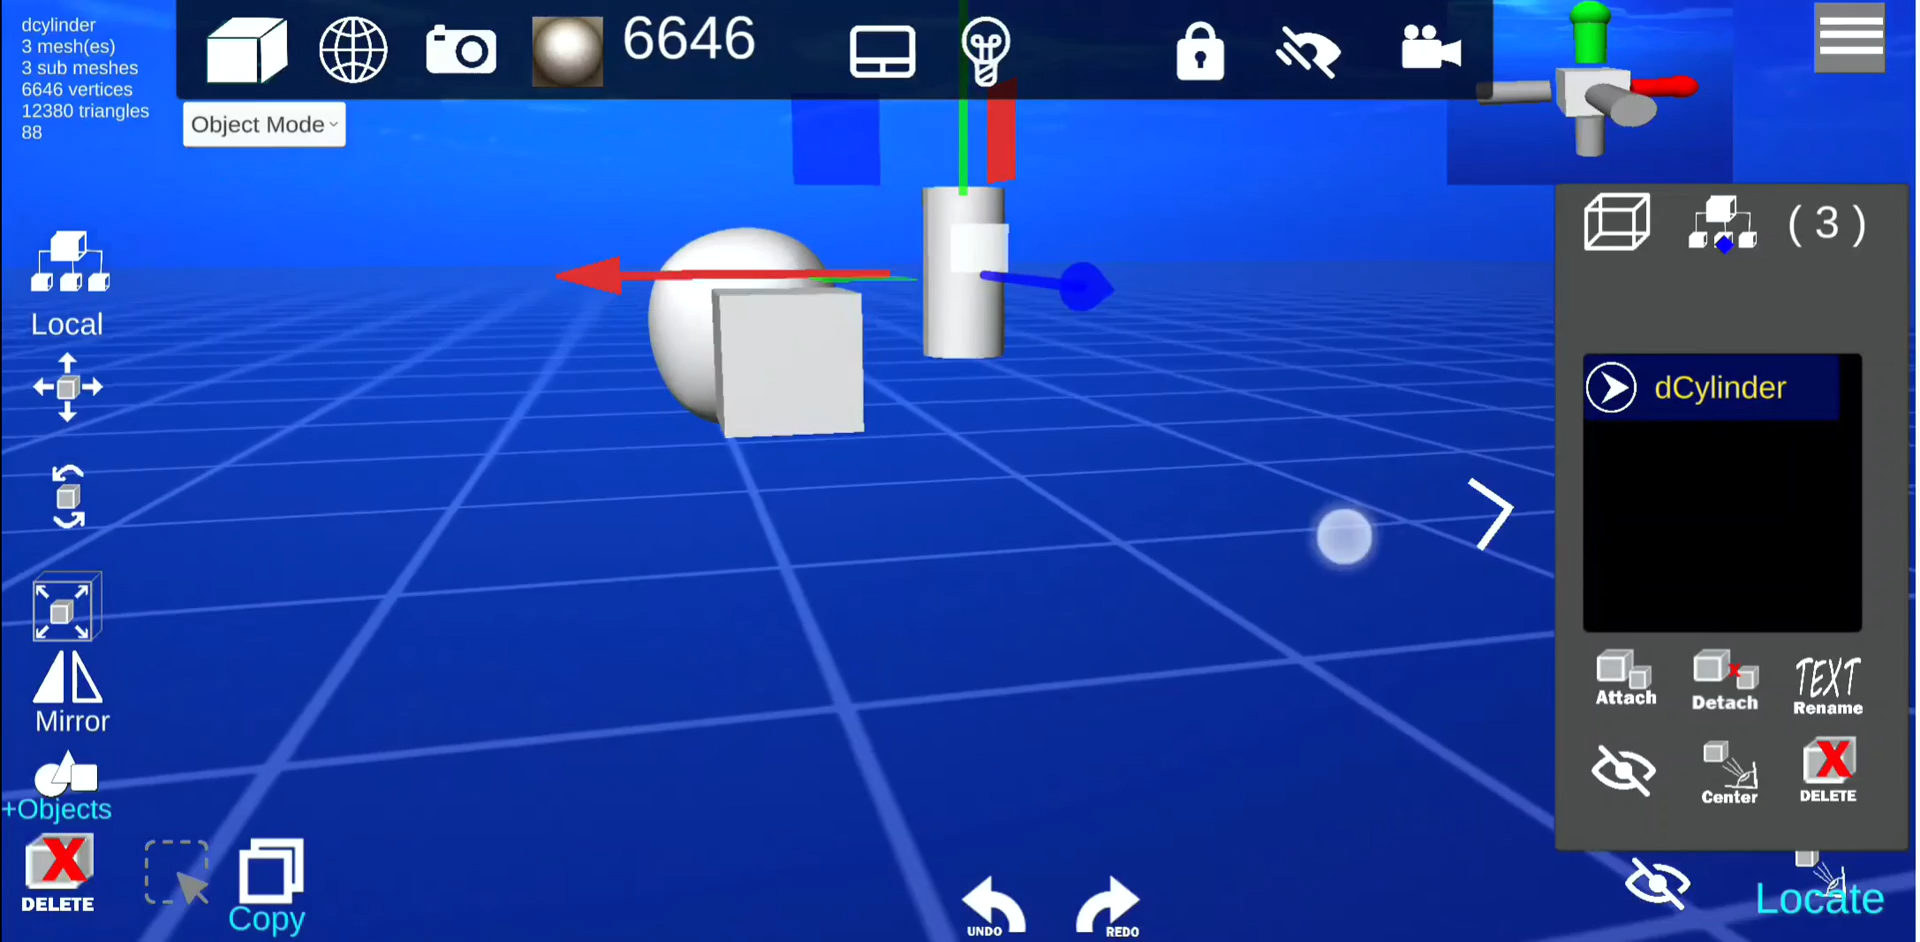 dcylinder
3 mesh(es)
3 sub meshes
6646 vertices
12380 triangles
88
6646
Object Mode
Local
Mirror
+Objects
DELETE
Copy
UNDO
REDO
( 3 )
dCylinder
Attach
Detach
TEXT
Rename
Center
DELETE
Locate